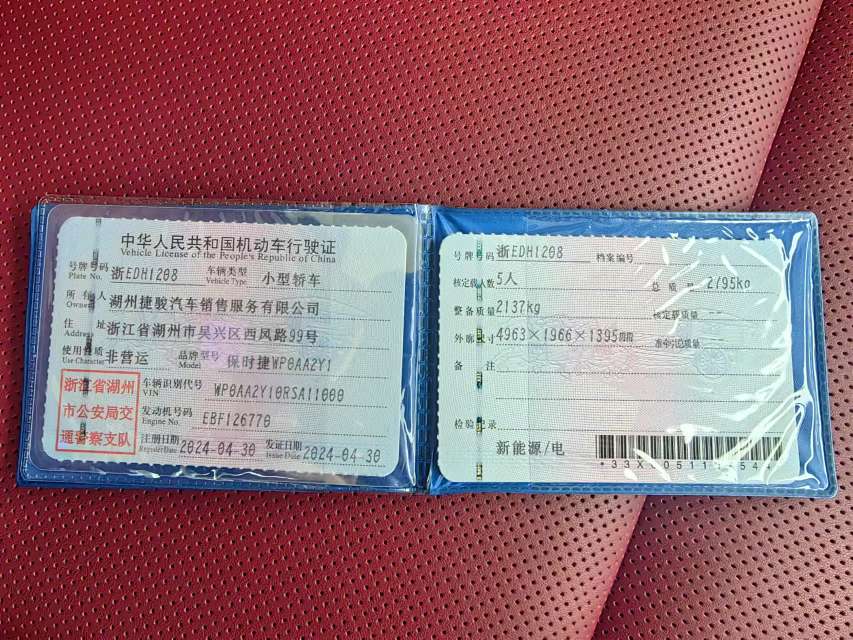 中华人民共和国机动车行驶证
Vehicle License of the People's Republic of China
号牌号码 浙EDH1208 车辆类型 小型轿车
Plate No. Vehicle Type
所有人 湖州捷骏汽车销售服务有限公司
Owner
住址 浙江省湖州市吴兴区西风路99号
Address
使用性质 非营运 品牌型号 保时捷WP0AA2Y1
Use Character Model
浙江省湖州
市公安局交
通警察支队
车辆识别代号 WP0AA2Y10RSA11000
VIN
发动机号码 EBF126770
Engine No.
注册日期 2024-04-30 发证日期 2024-04-30
Register Date Issue Date
号牌号码 浙EDH1208 档案编号
核定载人数 5人 总质量 2795kg
整备质量 2137kg 核定载质量 --
外廓尺寸 4963×1966×1395mm 准牵引总质量 --
备注
检验记录
新能源/电